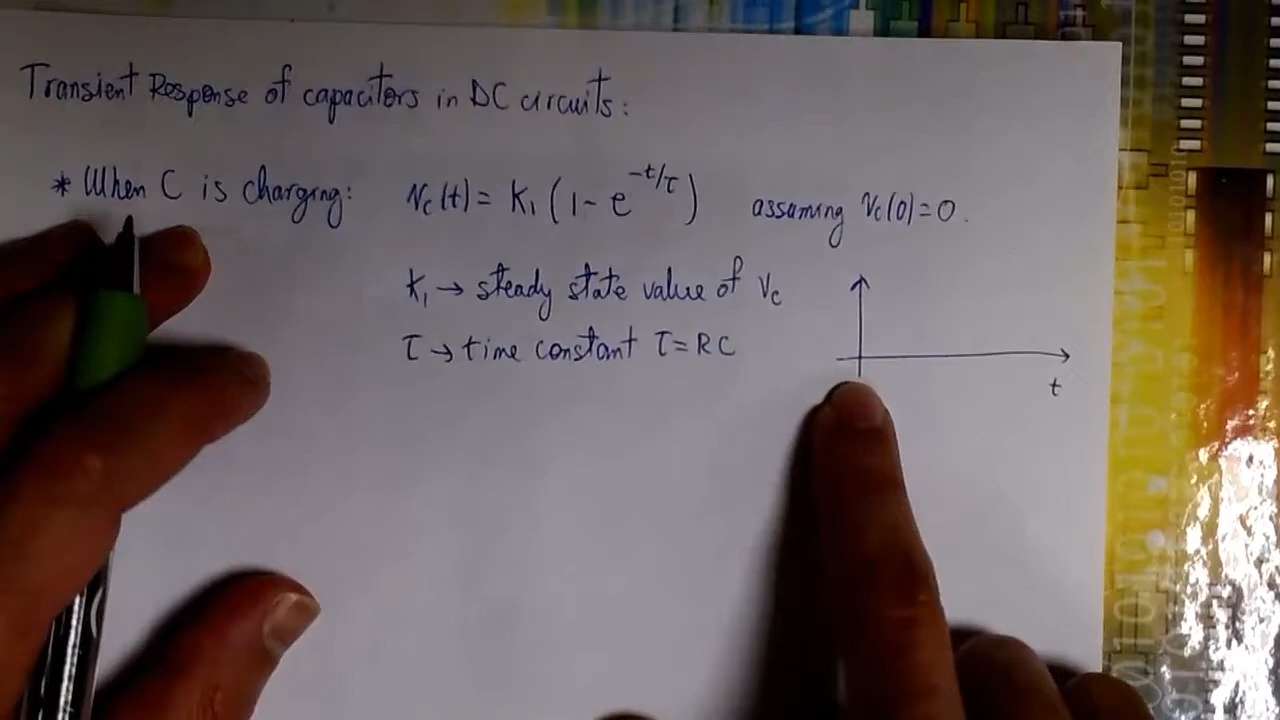 Transient Response of capacitors in DC circuits:
* When C is charging: Vc(t) = K₁ (1 - e^-t/τ) assuming Vc(0) = 0.
K₁ → steady state value of Vc
τ → time constant τ = RC
t